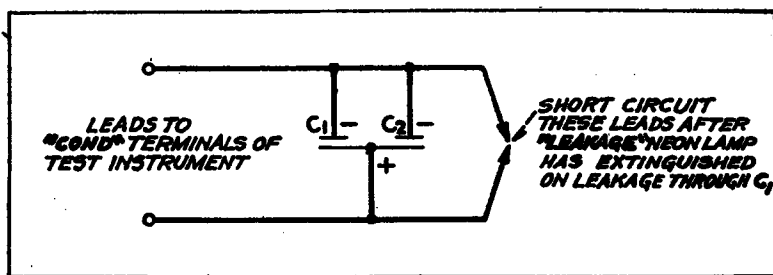 LEADS TO
"COND" TERMINALS OF
TEST INSTRUMENT
C1 -
C2 -
+
SHORT CIRCUIT
THESE LEADS AFTER
"LEAKAGE" NEON LAMP
HAS EXTINGUISHED
ON LEAKAGE THROUGH C1